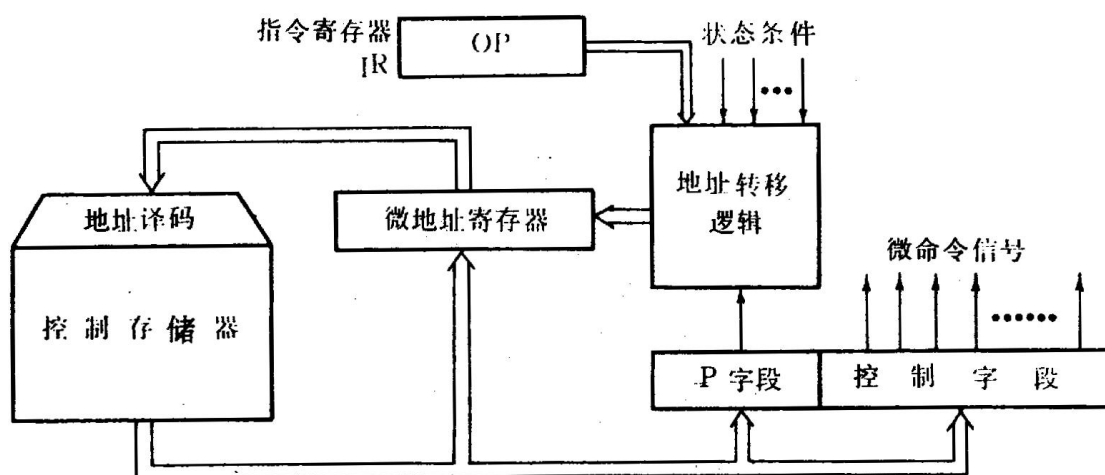 指令寄存器
IR
OP
状态条件
地址转移
逻辑
地址译码
微地址寄存器
微命令信号
控制存储器
P字段
控制字段